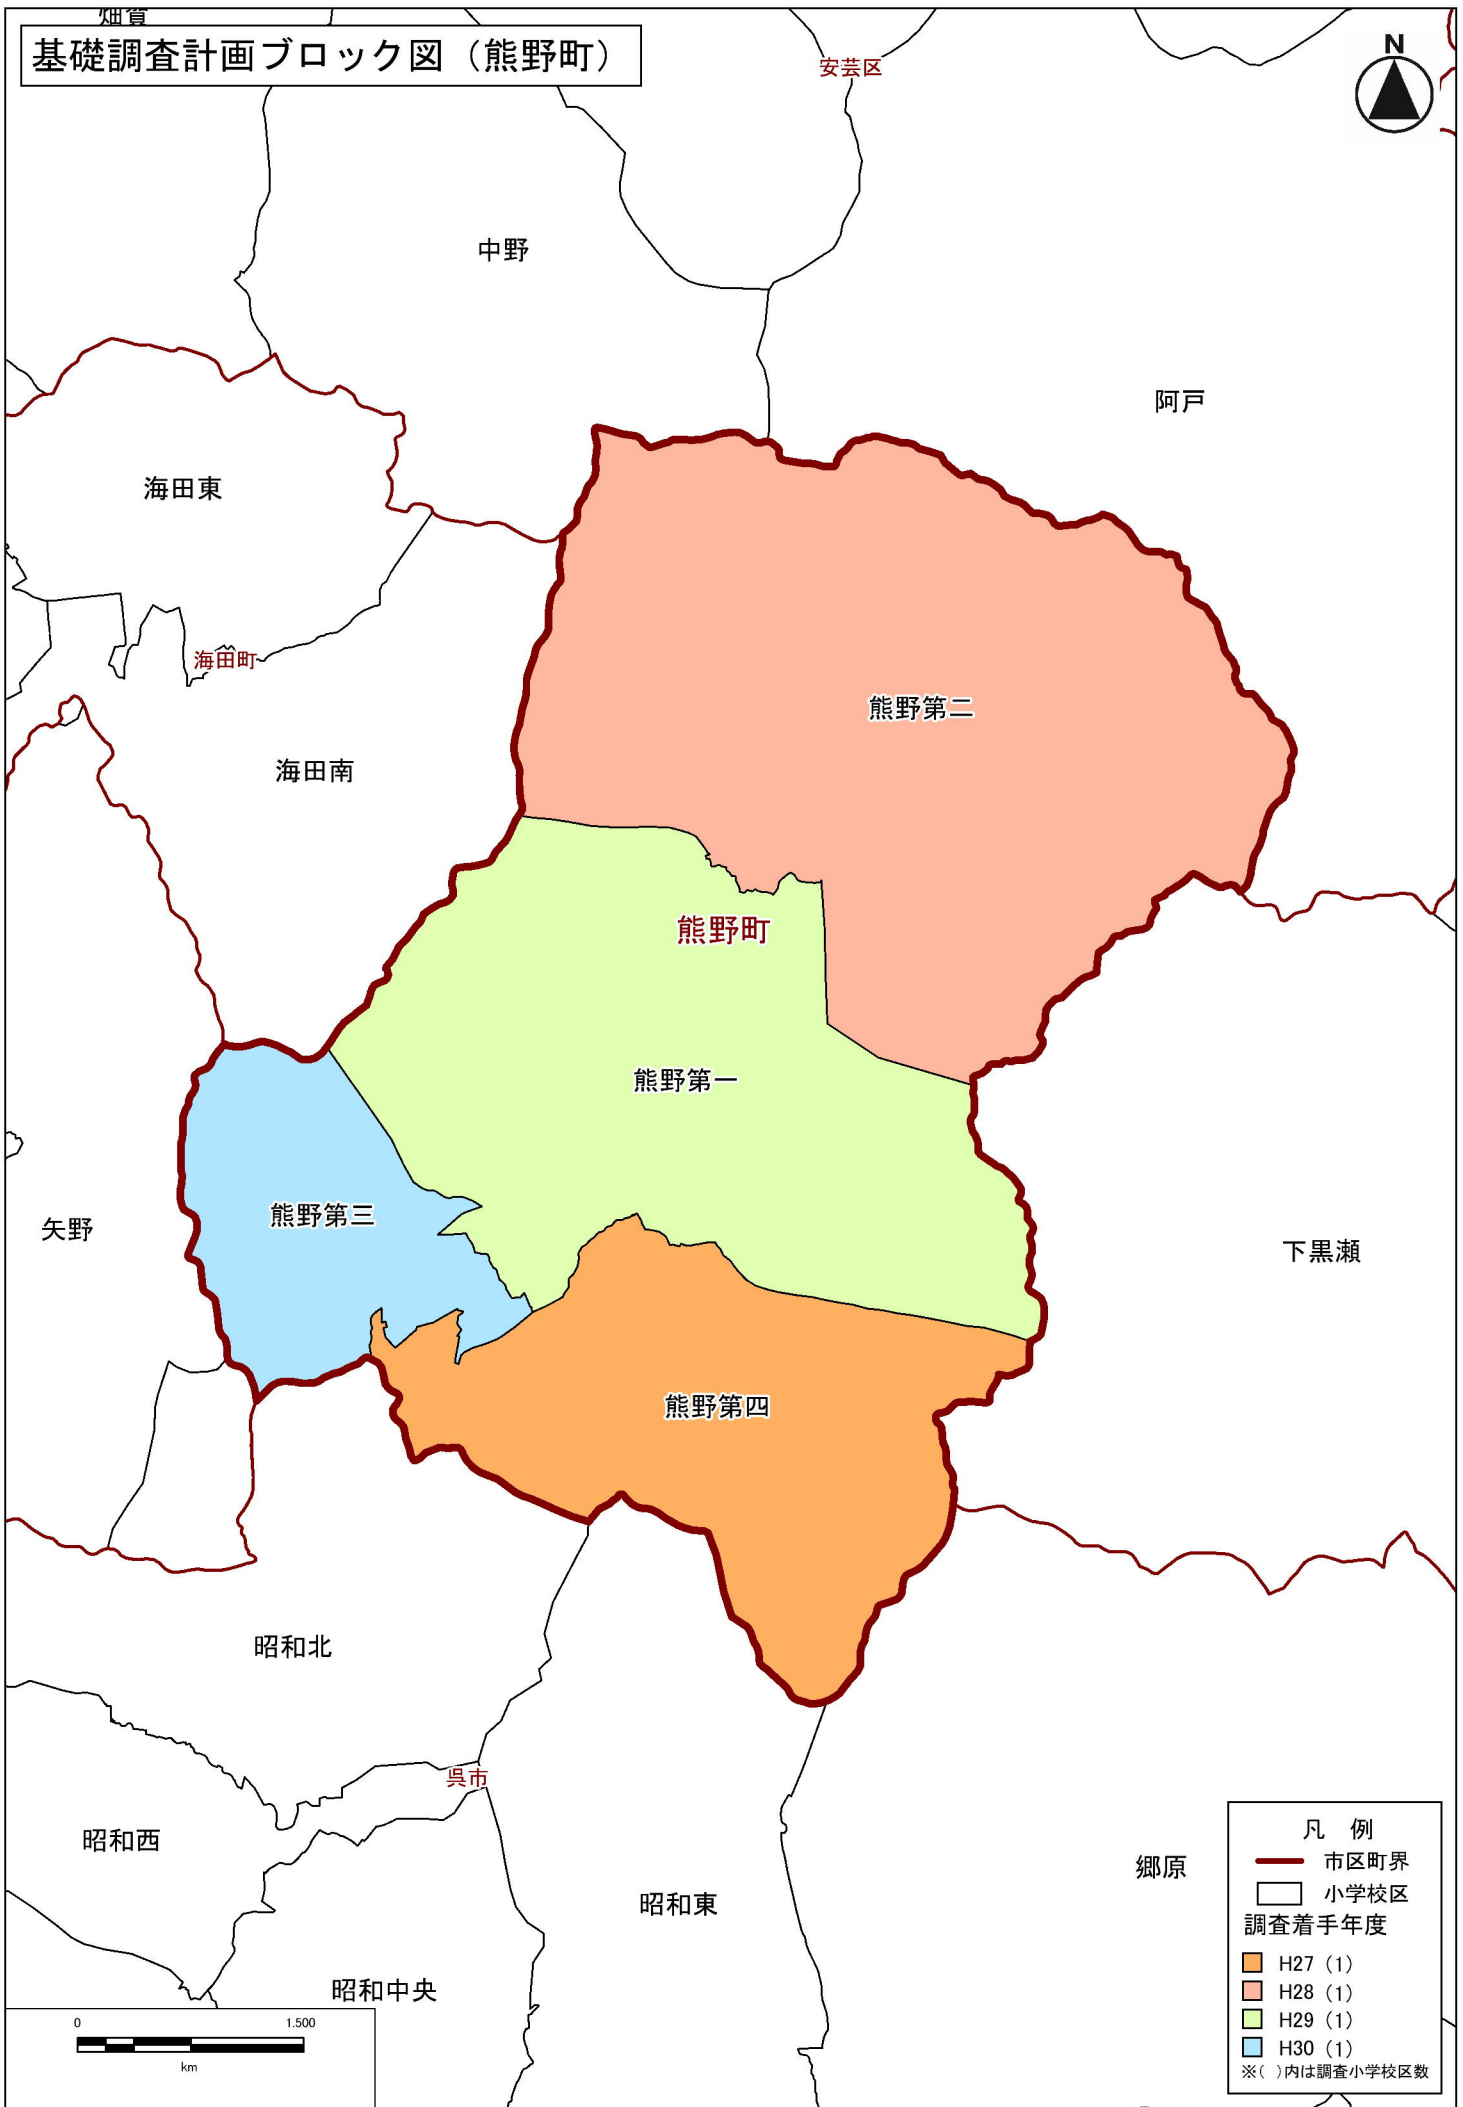 畑賀
基礎調査計画ブロック図（熊野町）
安芸区
N
中野
阿戸
海田東
海田町
熊野第二
海田南
熊野町
熊野第一
熊野第三
矢野
下黒瀬
熊野第四
昭和北
呉市
昭和西
郷原
昭和東
昭和中央
0 1.500
km
凡 例
市区町界
小学校区
調査着手年度
H27（1）
H28（1）
H29（1）
H30（1）
※( )内は調査小学校区数